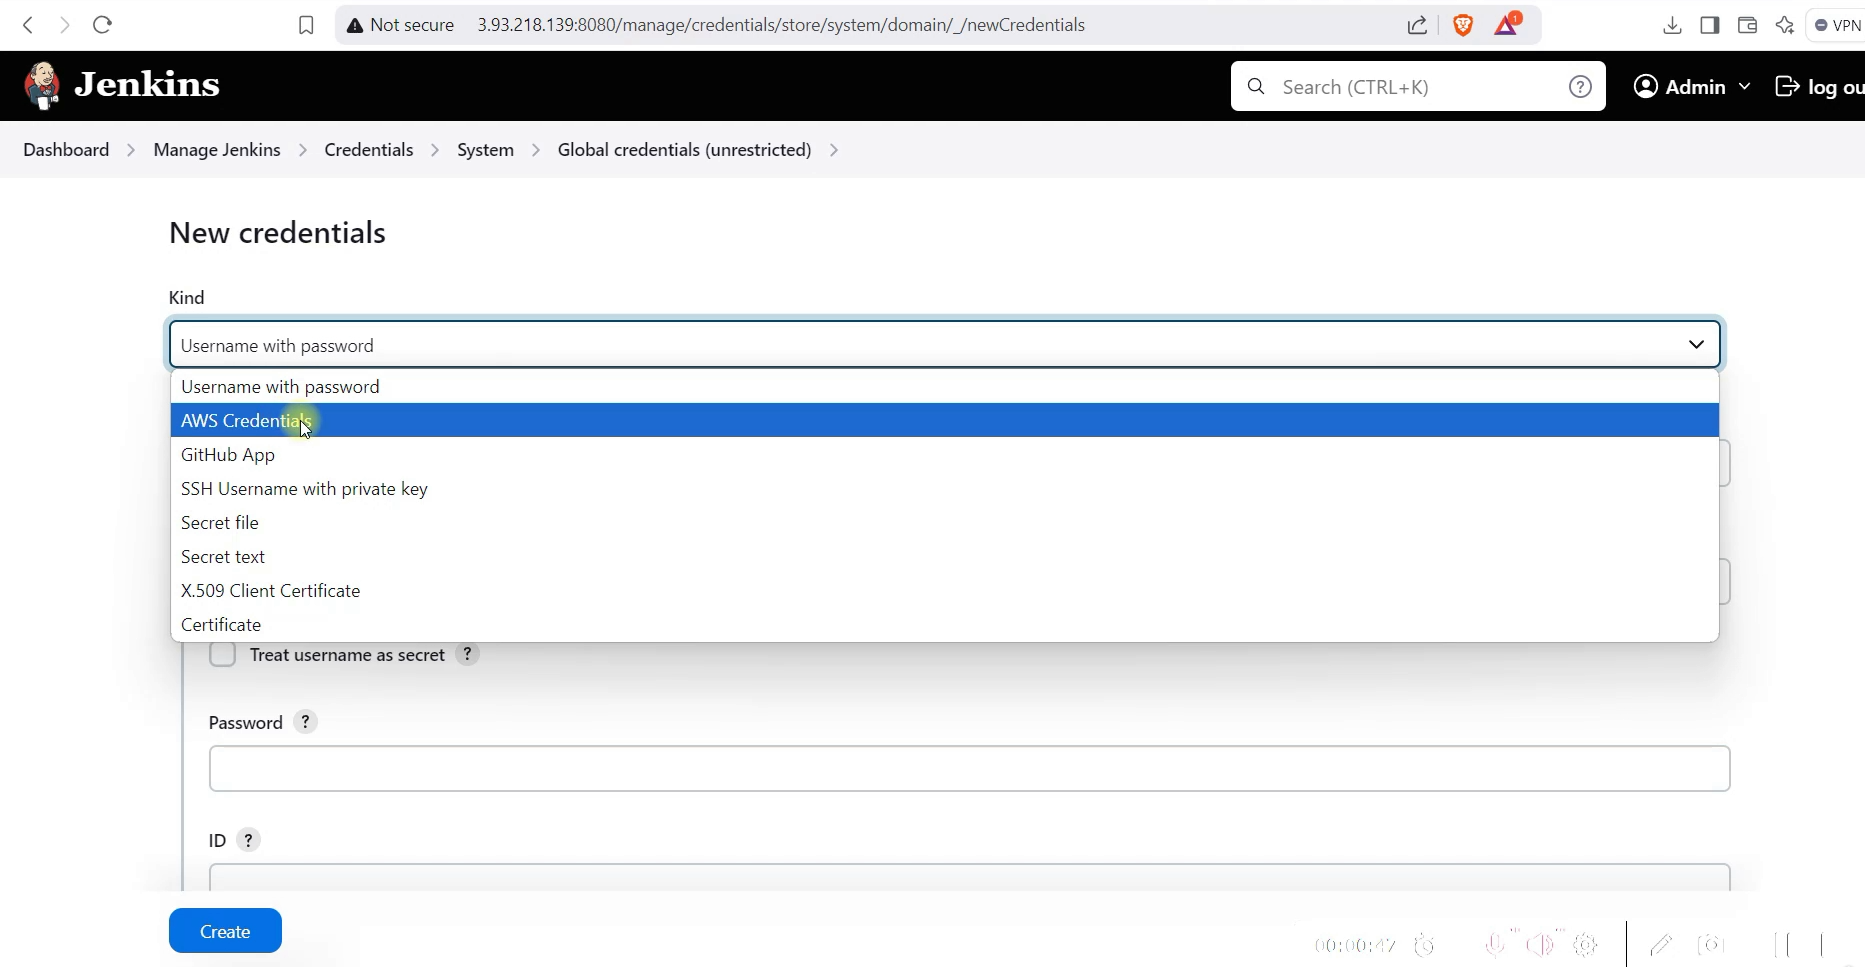 Not secure 3.93.218.139:8080/manage/credentials/store/system/domain/_/newCredentials 1 VPN
Jenkins Search (CTRL+K) ? Admin log ou
Dashboard Manage Jenkins Credentials System Global credentials (unrestricted)
New credentials
Kind
Username with password
Username with password
AWS Credentials
GitHub App
SSH Username with private key
Secret file
Secret text
X.509 Client Certificate
Certificate
Treat username as secret ?
Password ?
ID ?
Create
00:00:47